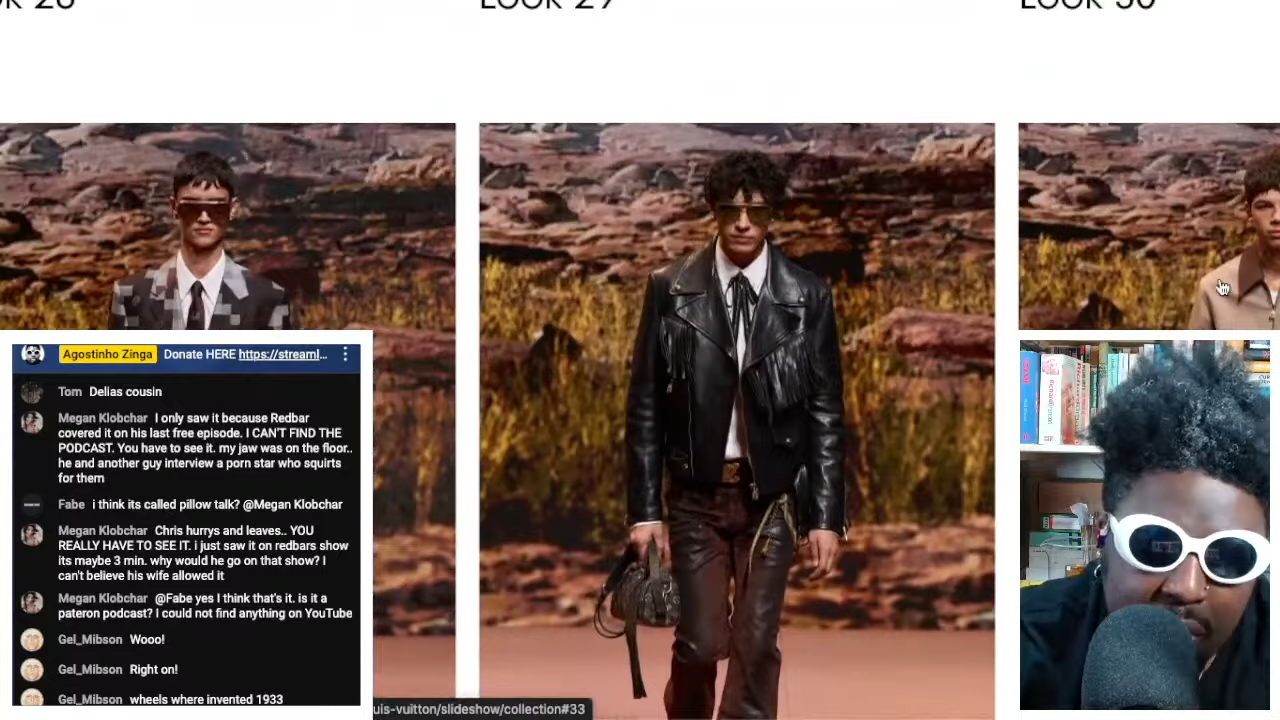 LOOK 29
LOOK 30
Agostinho Zinga Donate HERE https://streaml...
Tom Delias cousin
Megan Klobchar I only saw it because Redbar
covered it on his last free episode. I CAN'T FIND THE
PODCAST. You have to see it. my jaw was on the floor..
he and another guy interview a porn star who squirts
for them
Fabe i think its called pillow talk? @Megan Klobchar
Megan Klobchar Chris hurrys and leaves.. YOU
REALLY HAVE TO SEE IT. i just saw it on redbars show
its maybe 3 min. why would he go on that show? I
can't believe his wife allowed it
Megan Klobchar @Fabe yes I think that's it. is it a
pateron podcast? I could not find anything on YouTube
Gel_Mibson Wooo!
Gel_Mibson Right on!
Gel_Mibson wheels where invented 1933
uis-vuitton/slideshow/collection#33